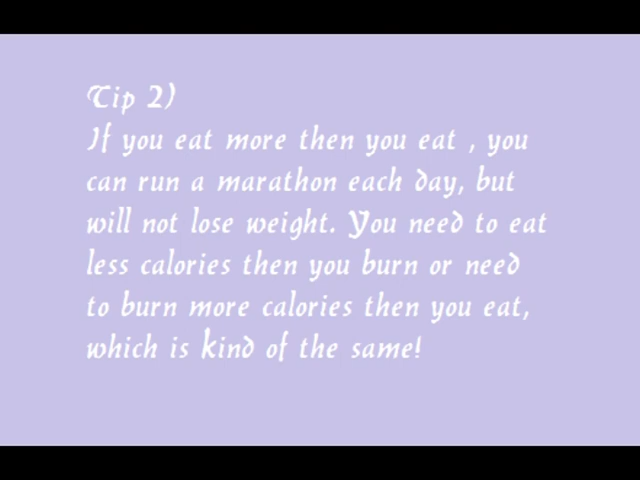 Tip 2)
If you eat more then you eat , you
can run a marathon each day, but
will not lose weight. You need to eat
less calories then you burn or need
to burn more calories then you eat,
which is kind of the same!